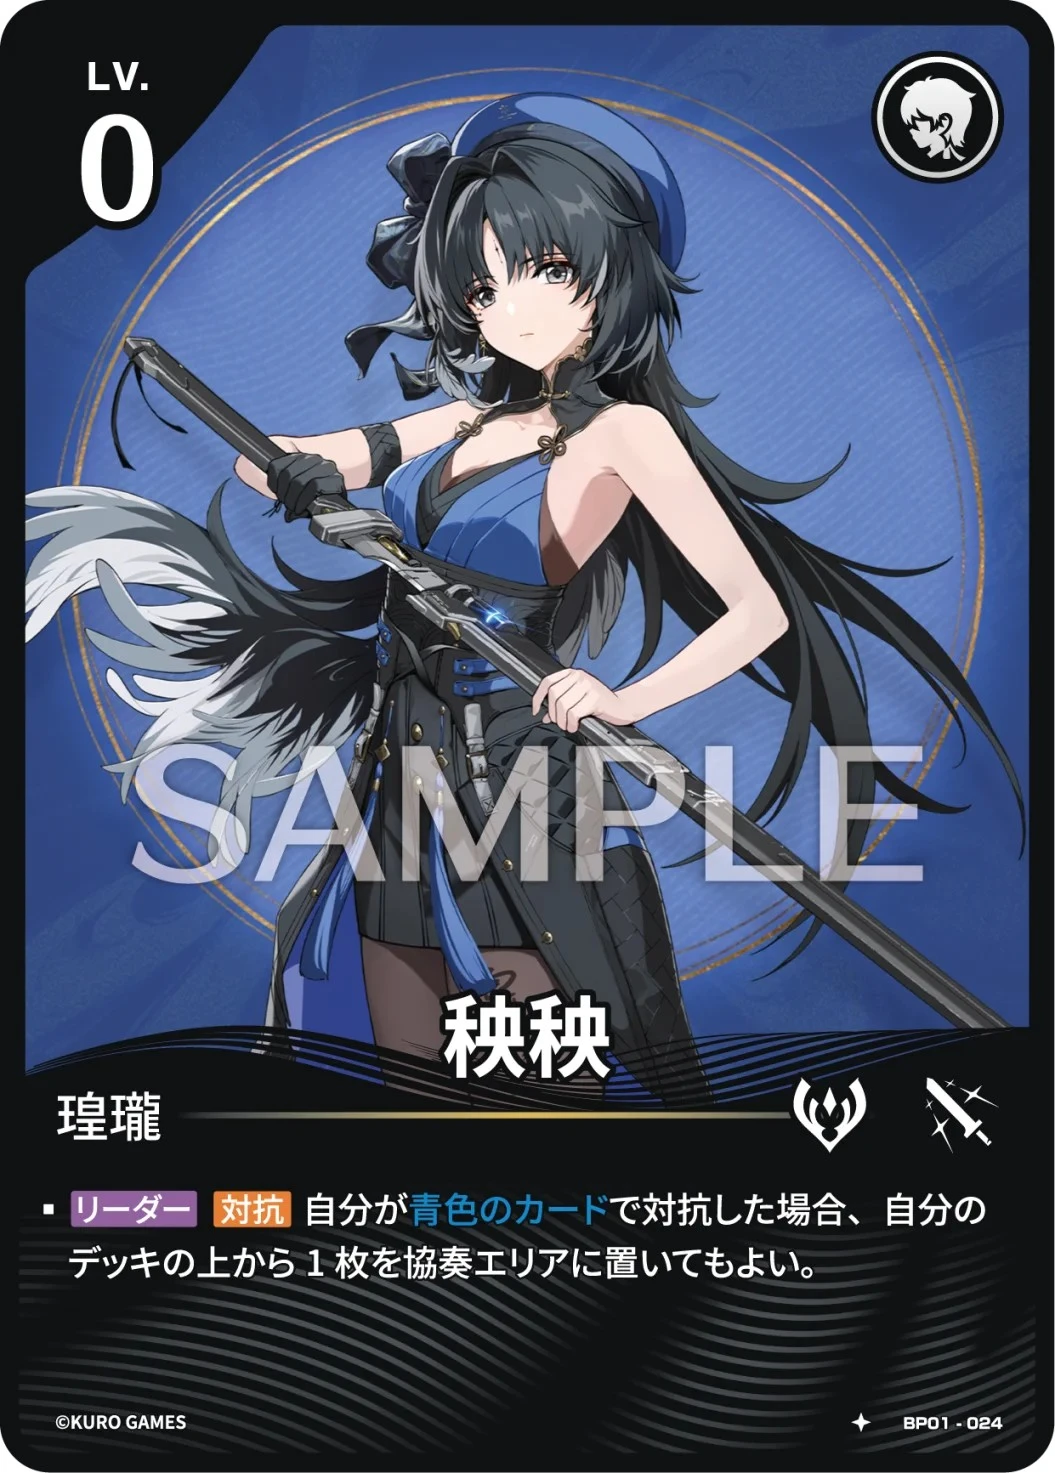 LV.
0
SAMPLE
秧秧
瑝瓏
▪ リーダー 対抗 自分が青色のカードで対抗した場合、自分の
デッキの上から1枚を協奏エリアに置いてもよい。
©KURO GAMES
BP01 - 024